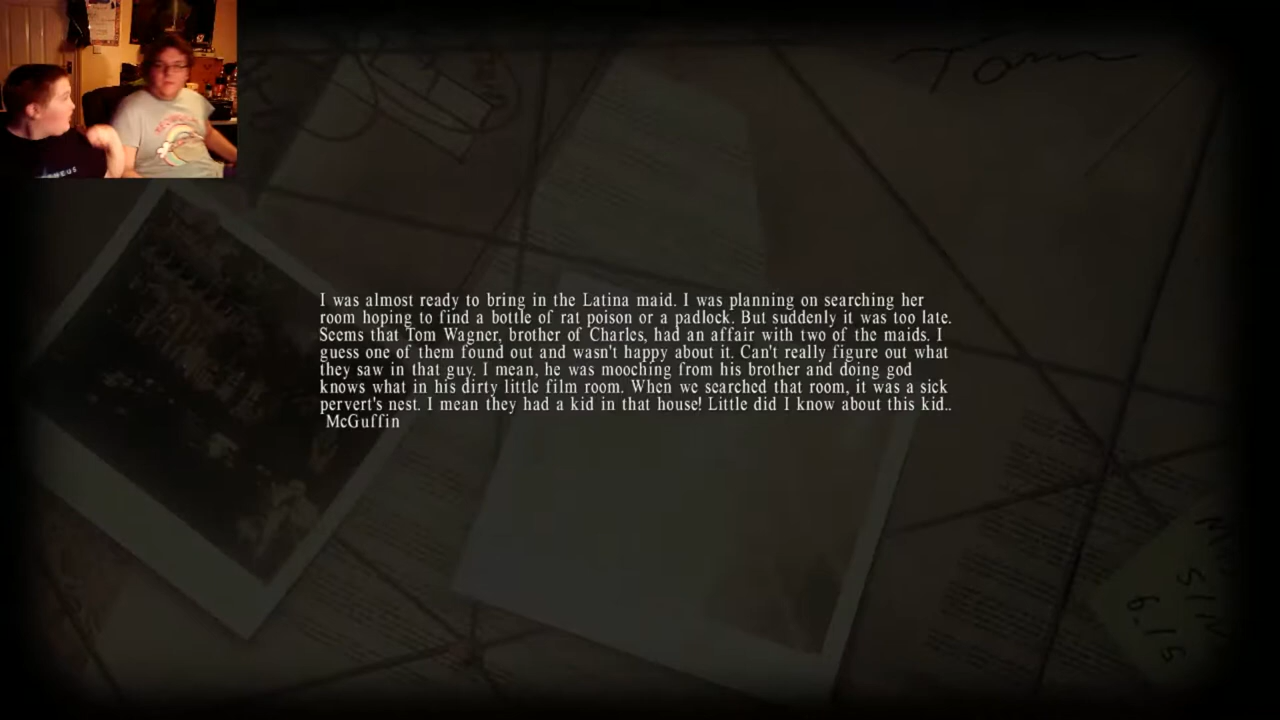 Tom
I was almost ready to bring in the Latina maid. I was planning on searching her
room hoping to find a bottle of rat poison or a padlock. But suddenly it was too late.
Seems that Tom Wagner, brother of Charles, had an affair with two of the maids. I
guess one of them found out and wasn't happy about it. Can't really figure out what
they saw in that guy. I mean, he was mooching from his brother and doing god
knows what in his dirty little film room. When we searched that room, it was a sick
pervert's nest. I mean they had a kid in that house! Little did I know about this kid..
McGuffin